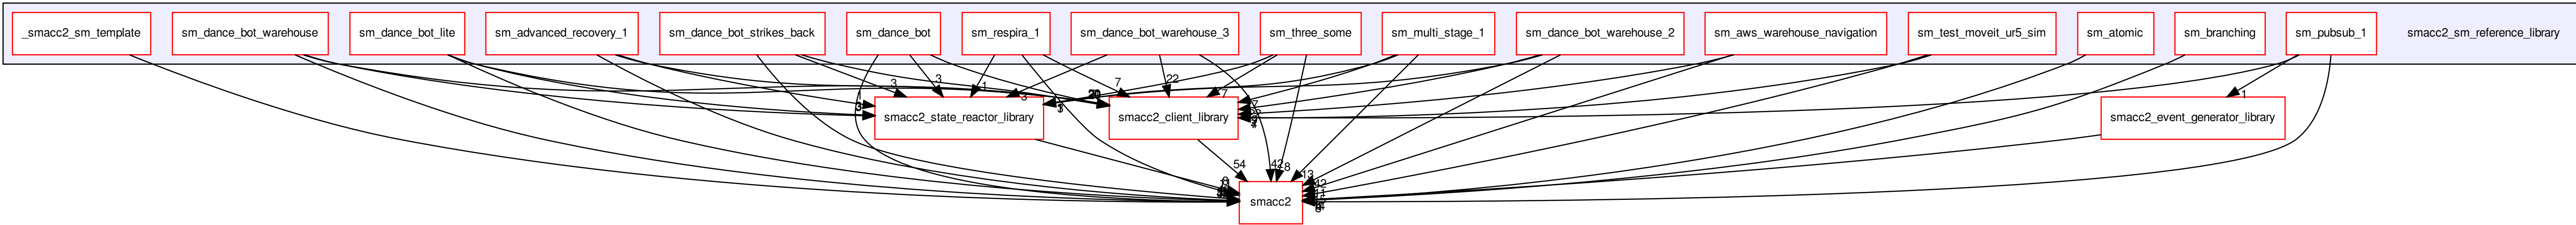 _smacc2_sm_template
sm_dance_bot_warehouse
sm_dance_bot_lite
sm_advanced_recovery_1
sm_dance_bot_strikes_back
sm_dance_bot
sm_respira_1
sm_dance_bot_warehouse_3
sm_three_some
sm_multi_stage_1
sm_dance_bot_warehouse_2
sm_aws_warehouse_navigation
sm_test_moveit_ur5_sim
sm_atomic
sm_branching
sm_pubsub_1
smacc2_sm_reference_library
3
3
1
7
22
3
7
1
smacc2_state_reactor_library
smacc2_client_library
smacc2_event_generator_library
54
42
8
13
smacc2